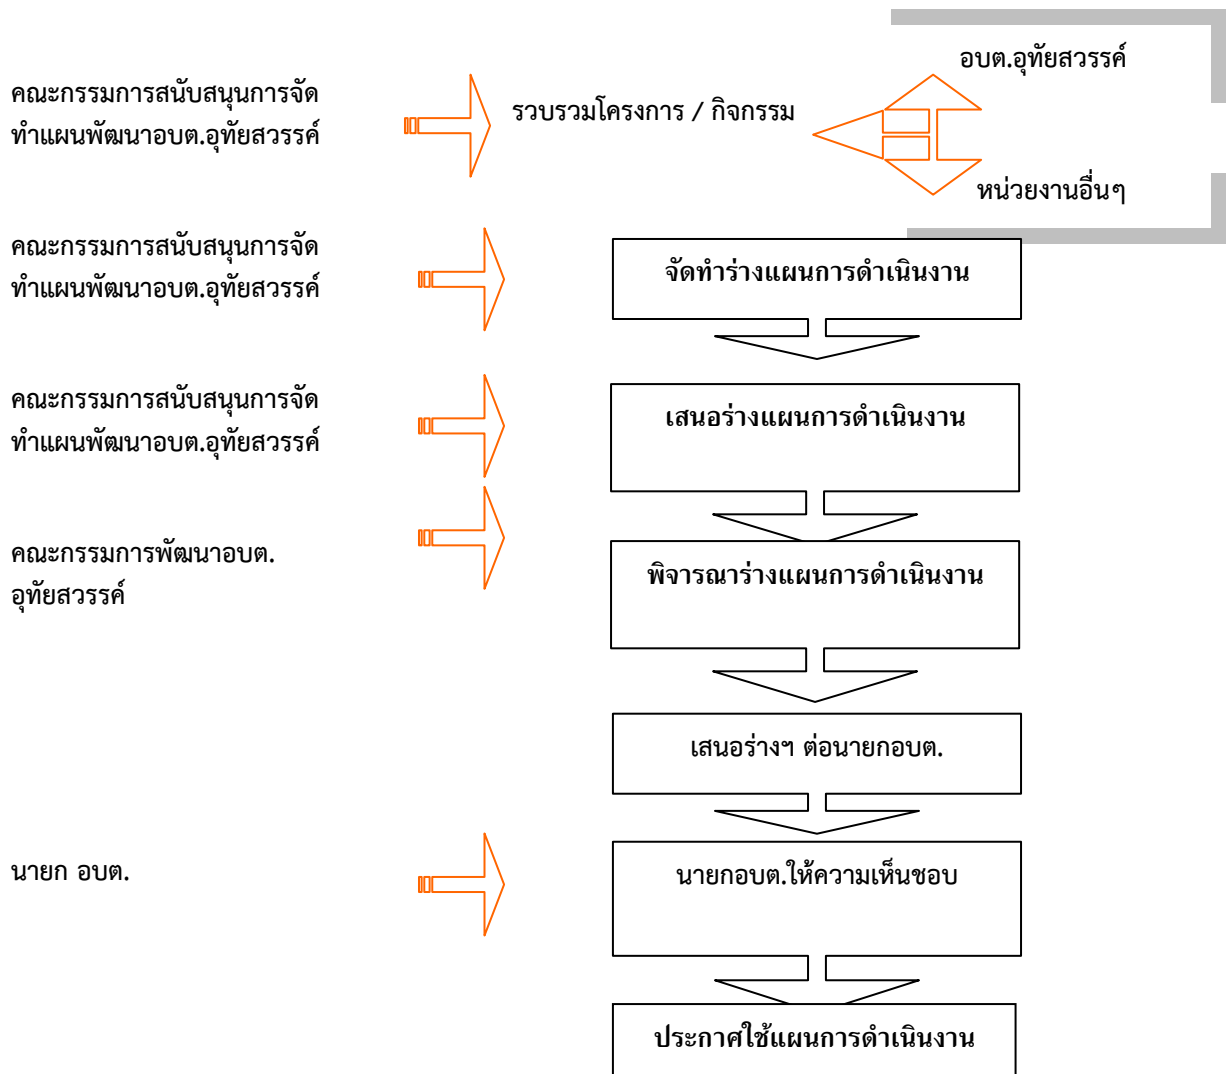 อบต.อุทัยสวรรค์
คณะกรรมการสนับสนุนการจัด
ทำแผนพัฒนาอบต.อุทัยสวรรค์
รวบรวมโครงการ / กิจกรรม
หน่วยงานอื่นๆ
คณะกรรมการสนับสนุนการจัด
ทำแผนพัฒนาอบต.อุทัยสวรรค์
จัดทำร่างแผนการดำเนินงาน
คณะกรรมการสนับสนุนการจัด
ทำแผนพัฒนาอบต.อุทัยสวรรค์
เสนอร่างแผนการดำเนินงาน
คณะกรรมการพัฒนาอบต.
อุทัยสวรรค์
พิจารณาร่างแผนการดำเนินงาน
เสนอร่างฯ ต่อนายกอบต.
นายก อบต.
นายกอบต.ให้ความเห็นชอบ
ประกาศใช้แผนการดำเนินงาน